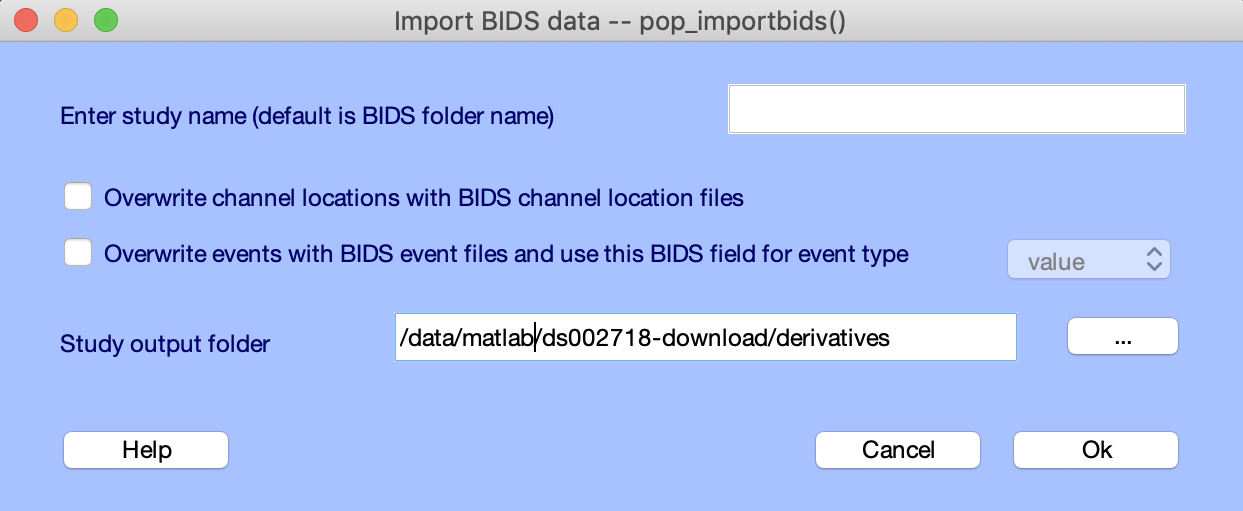 Import BIDS data -- pop_importbids()
Enter study name (default is BIDS folder name)
Overwrite channel locations with BIDS channel location files
Overwrite events with BIDS event files and use this BIDS field for event type
value
Study output folder
/data/matlab/ds002718-download/derivatives
...
Help
Cancel
Ok